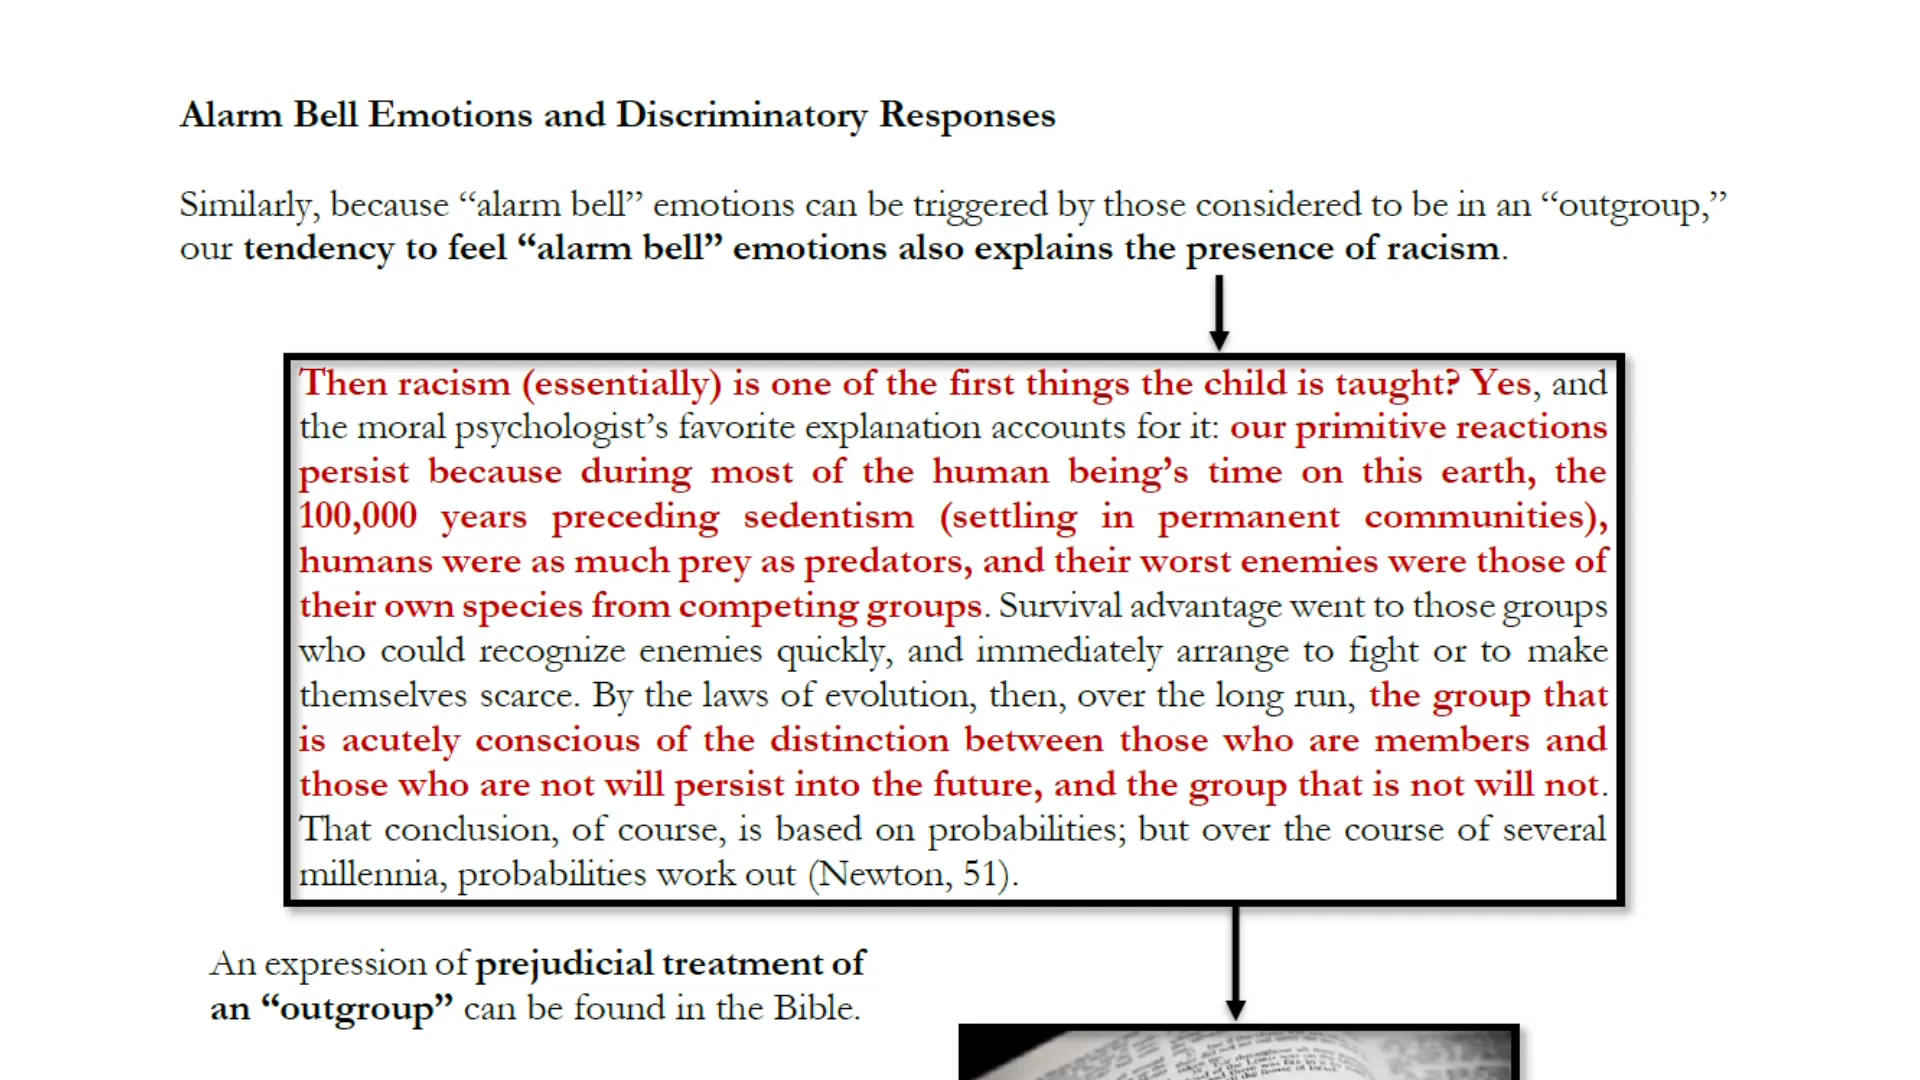 Alarm Bell Emotions and Discriminatory Responses
Similarly, because “alarm bell” emotions can be triggered by those considered to be in an “outgroup,”
our tendency to feel “alarm bell” emotions also explains the presence of racism.
Then racism (essentially) is one of the first things the child is taught? Yes, and
the moral psychologist’s favorite explanation accounts for it: our primitive reactions
persist because during most of the human being’s time on this earth, the
100,000 years preceding sedentism (settling in permanent communities),
humans were as much prey as predators, and their worst enemies were those of
their own species from competing groups. Survival advantage went to those groups
who could recognize enemies quickly, and immediately arrange to fight or to make
themselves scarce. By the laws of evolution, then, over the long run, the group that
is acutely conscious of the distinction between those who are members and
those who are not will persist into the future, and the group that is not will not.
That conclusion, of course, is based on probabilities; but over the course of several
millennia, probabilities work out (Newton, 51).
An expression of prejudicial treatment of
an “outgroup” can be found in the Bible.